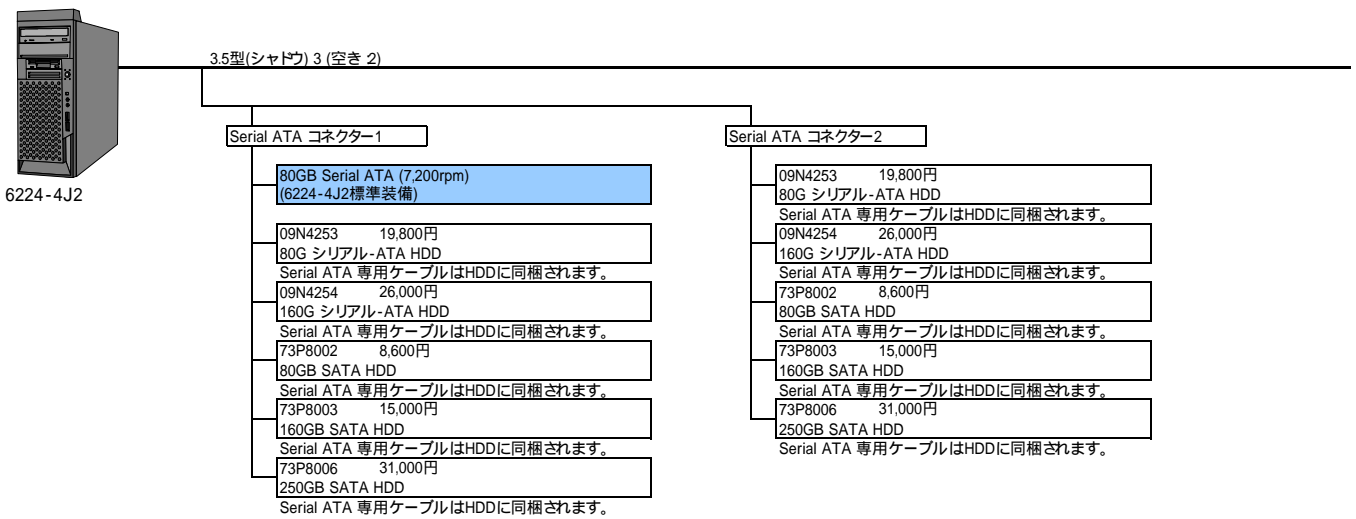 3.5型(シャドウ) 3 (空き 2)
6224-4J2
Serial ATA コネクター1
80GB Serial ATA (7,200rpm)
(6224-4J2標準装備)
09N4253 19,800円
80G シリアル-ATA HDD
Serial ATA 専用ケーブルはHDDに同梱されます。
09N4254 26,000円
160G シリアル-ATA HDD
Serial ATA 専用ケーブルはHDDに同梱されます。
73P8002 8,600円
80GB SATA HDD
Serial ATA 専用ケーブルはHDDに同梱されます。
73P8003 15,000円
160GB SATA HDD
Serial ATA 専用ケーブルはHDDに同梱されます。
73P8006 31,000円
250GB SATA HDD
Serial ATA 専用ケーブルはHDDに同梱されます。
Serial ATA コネクター2
09N4253 19,800円
80G シリアル-ATA HDD
Serial ATA 専用ケーブルはHDDに同梱されます。
09N4254 26,000円
160G シリアル-ATA HDD
Serial ATA 専用ケーブルはHDDに同梱されます。
73P8002 8,600円
80GB SATA HDD
Serial ATA 専用ケーブルはHDDに同梱されます。
73P8003 15,000円
160GB SATA HDD
Serial ATA 専用ケーブルはHDDに同梱されます。
73P8006 31,000円
250GB SATA HDD
Serial ATA 専用ケーブルはHDDに同梱されます。